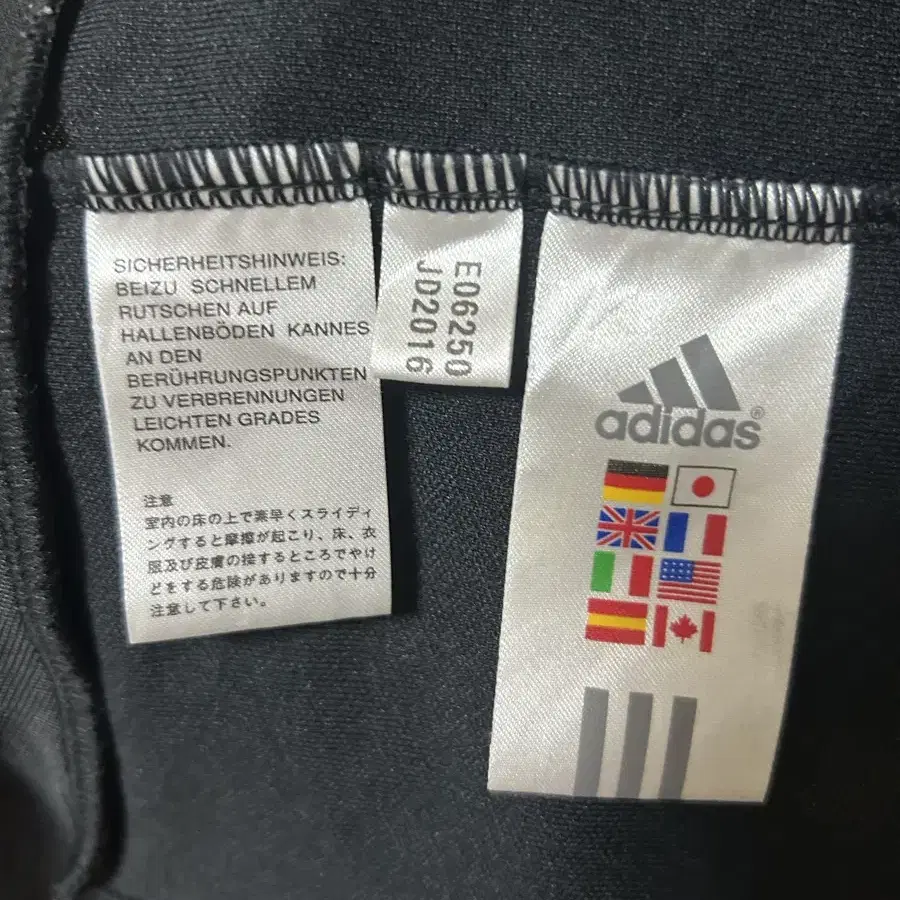 SICHERHEITSHINWEIS:
BEIZU SCHNELLEM
RUTSCHEN AUF
HALLENBÖDEN KANNES
AN DEN
BERÜHRUNGSPUNKTEN
ZU VERBRENNUNGEN
LEICHTEN GRADES
KOMMEN.
注意
室内の床の上で素早くスライディ
ングすると摩擦が起こり、床、衣
服及び皮膚の接するところでやけ
どをする危険がありますので十分
注意して下さい。
E06250
JD2016
adidas®